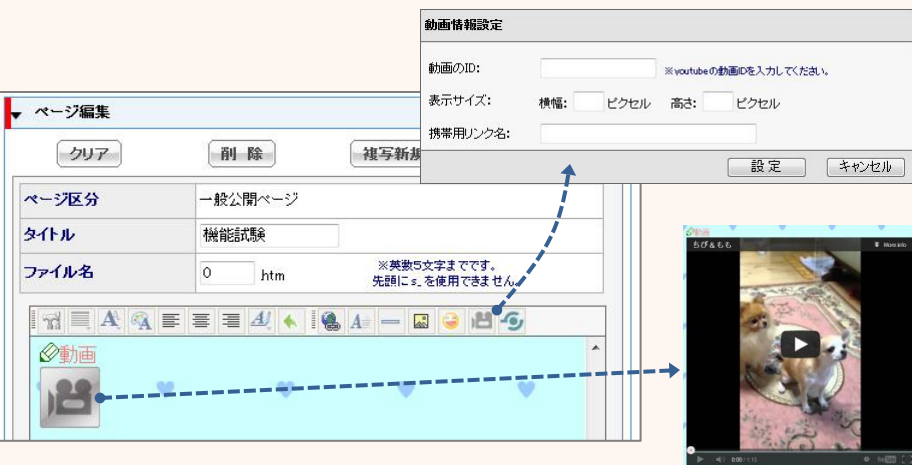 動画情報設定
動画のID:
※youtubeの動画IDを入力してください。
表示サイズ: 横幅: ピクセル 高さ: ピクセル
携帯用リンク名:
設 定 キャンセル
ページ編集
クリア 削 除 複写新規
ページ区分 一般公開ページ
タイトル 機能試験
ファイル名 0 htm ※英数5文字までです。
先頭にs_を使用できません。
動画
動画
ちび＆もも More info
0:00 / 1:13 YouTube